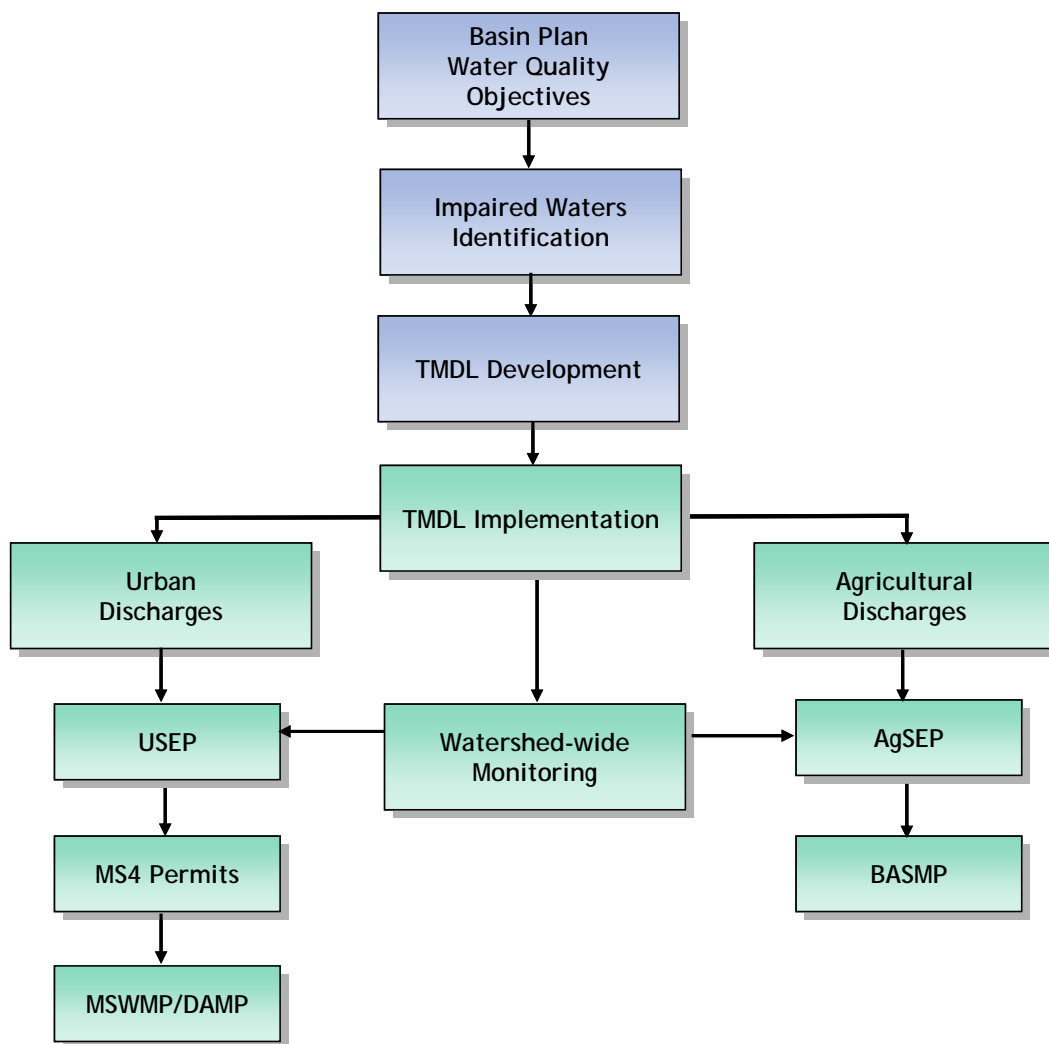 Basin Plan
Water Quality
Objectives
Impaired Waters
Identification
TMDL Development
TMDL Implementation
Urban
Discharges
Agricultural
Discharges
USEP
Watershed-wide
Monitoring
AgSEP
MS4 Permits
BASMP
MSWMP/DAMP